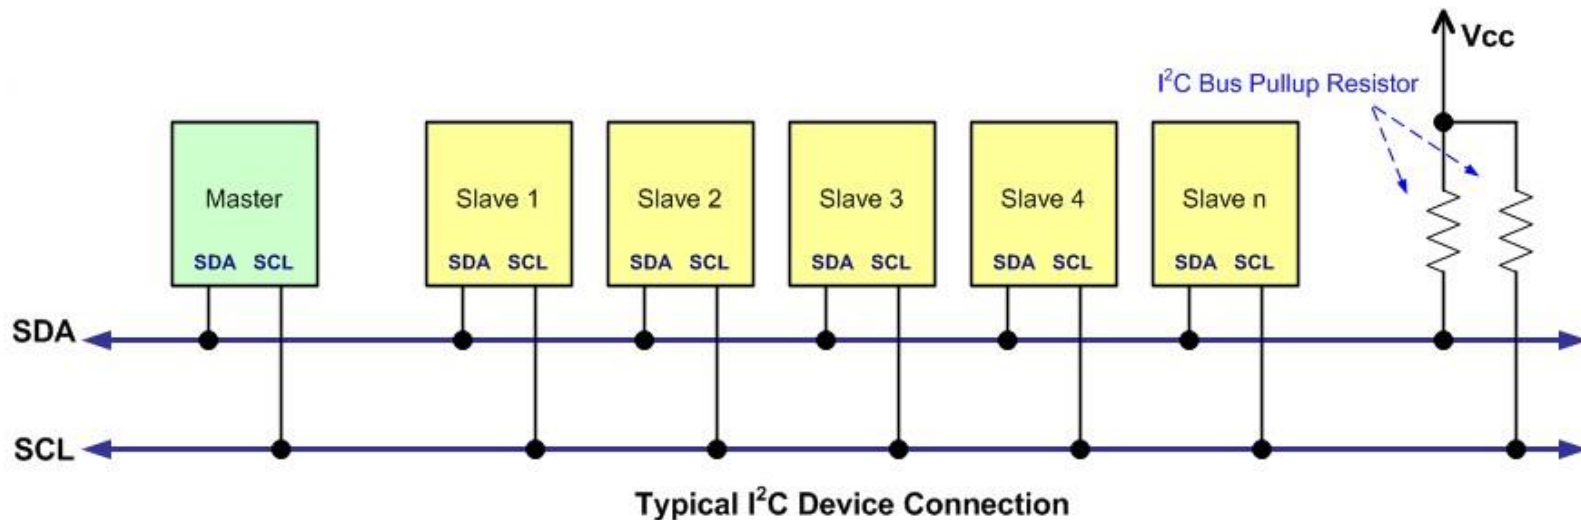 Vcc
I²C Bus Pullup Resistor
Master
SDA SCL
Slave 1
SDA SCL
Slave 2
SDA SCL
Slave 3
SDA SCL
Slave 4
SDA SCL
Slave n
SDA SCL
SDA
SCL
Typical I²C Device Connection